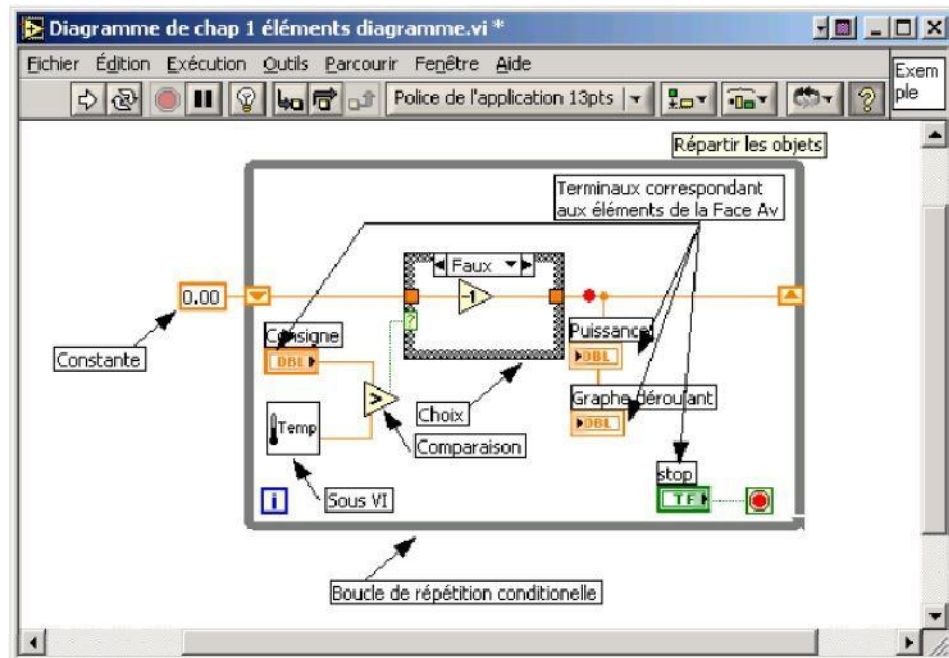 Diagramme de chap 1 éléments diagramme.vi *
Fichier Édition Exécution Outils Parcourir Fenêtre Aide
Police de l'application 13pts
Exem
ple
Répartir les objets
Terminaux correspondant
aux éléments de la Face Av
Faux
0.00
-1
?
Consigne
DBL
Puissance
DBL
Constante
>
Graphe déroulant
DBL
Choix
Temp
Comparaison
stop
TF
i
Sous VI
Boucle de répétition conditionelle